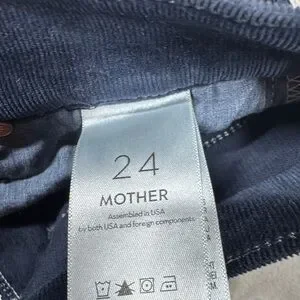 24
MOTHER
Assembled in USA
by both USA and foreign components